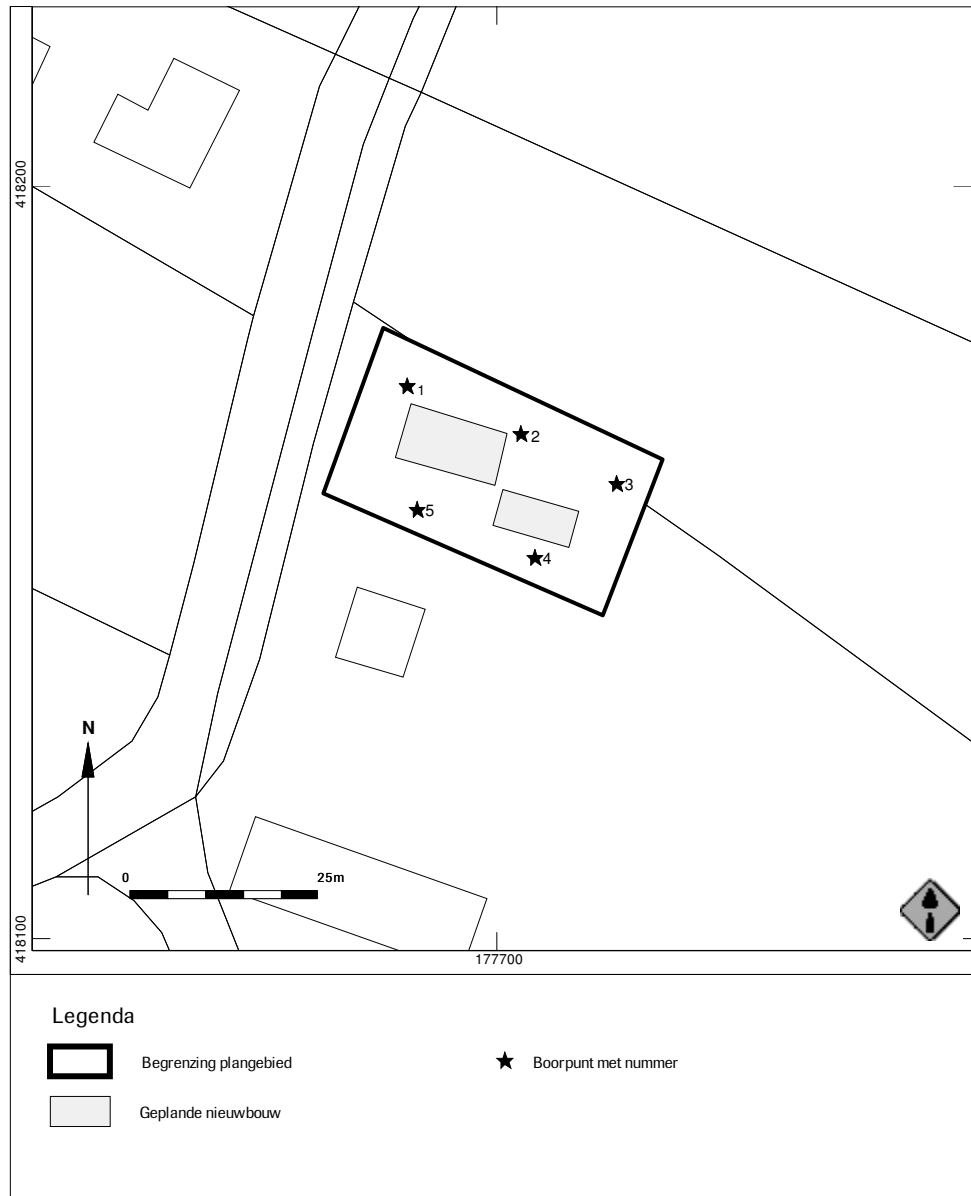 418200
1
2
3
5
4
N
0 25m
418100
177700
Legenda
Begrenzing plangebied
Boorpunt met nummer
Geplande nieuwbouw